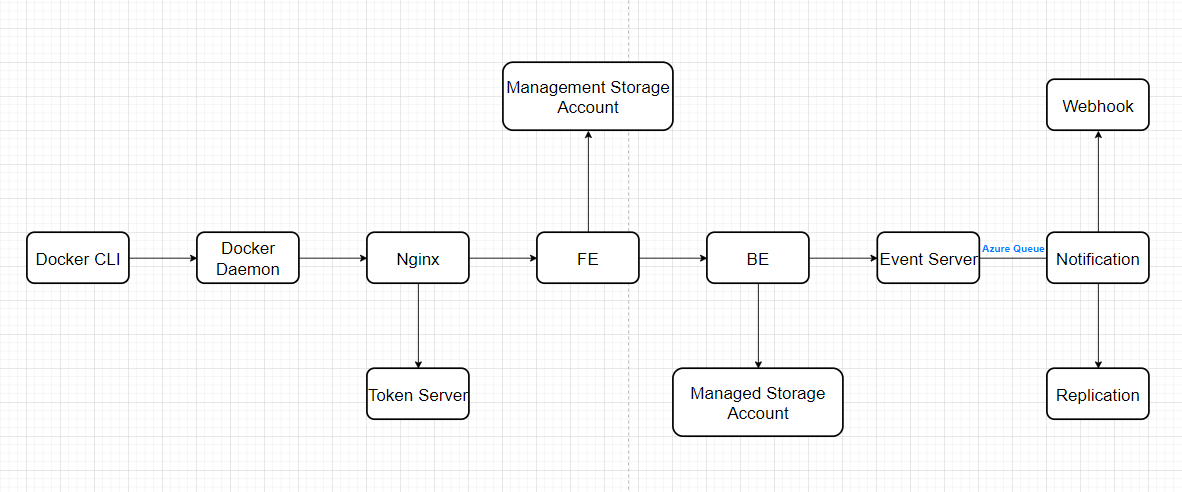 Management Storage
Account
Webhook
Docker CLI
Docker
Daemon
Nginx
FE
BE
Event Server
Azure Queue
Notification
Token Server
Managed Storage
Account
Replication